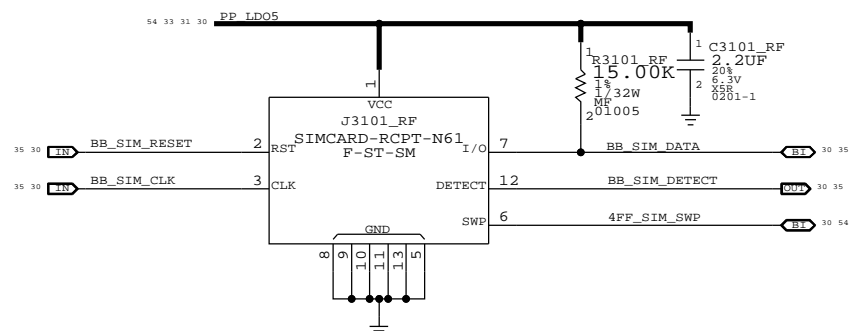 54 33 31 30 PP_LDO5
1 C3101_RF
2.2UF
20%
6.3V
2 X5R
0201-1
1 R3101_RF
15.00K
1%
1/32W
MF
2 01005
1
VCC
J3101_RF
SIMCARD-RCPT-N61
F-ST-SM
35 30 IN BB_SIM_RESET 2 RST
I/O 7 BB_SIM_DATA BI 30 35
35 30 IN BB_SIM_CLK 3 CLK
DETECT 12 BB_SIM_DETECT OUT 30 35
SWP 6 4FF_SIM_SWP BI 30 54
GND
8 9 10 11 13 5